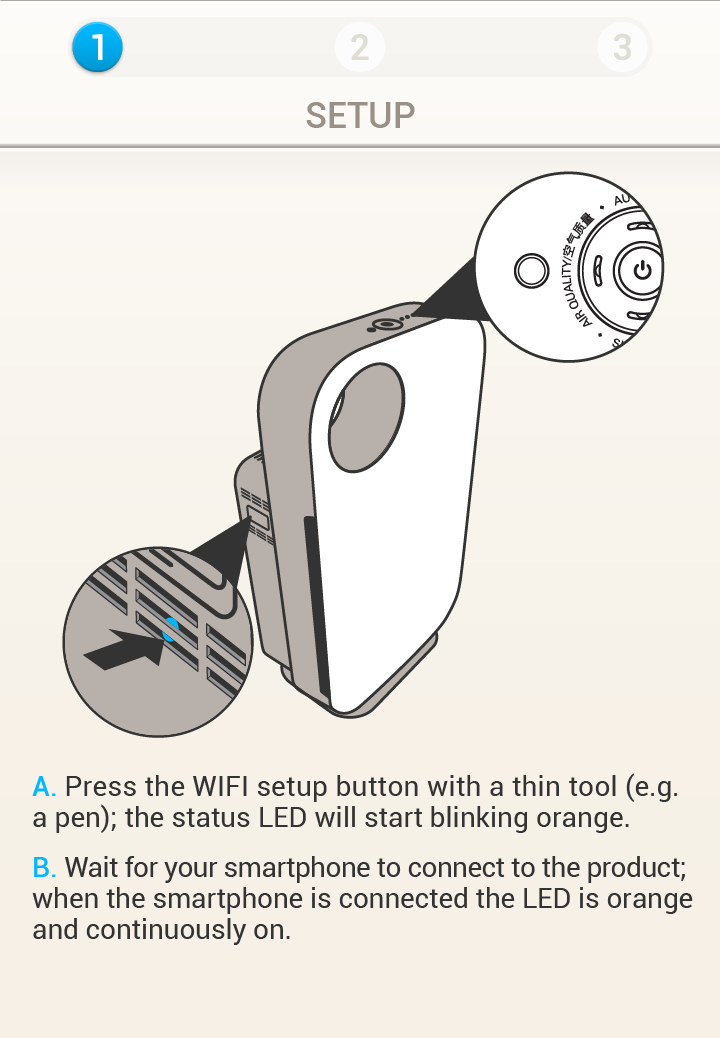 1
2
3
SETUP
AU
AIR QUALITY/空气质量
A. Press the WIFI setup button with a thin tool (e.g.
a pen); the status LED will start blinking orange.
B. Wait for your smartphone to connect to the product;
when the smartphone is connected the LED is orange
and continuously on.